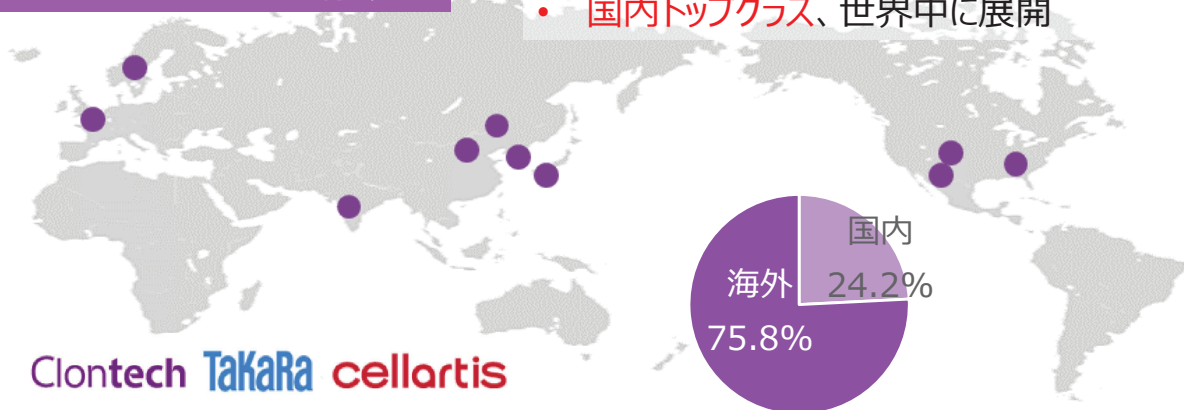 • 国内トップクラス、世界中に展開
国内
24.2%
海外
75.8%
Clontech TaKaRa cellartis